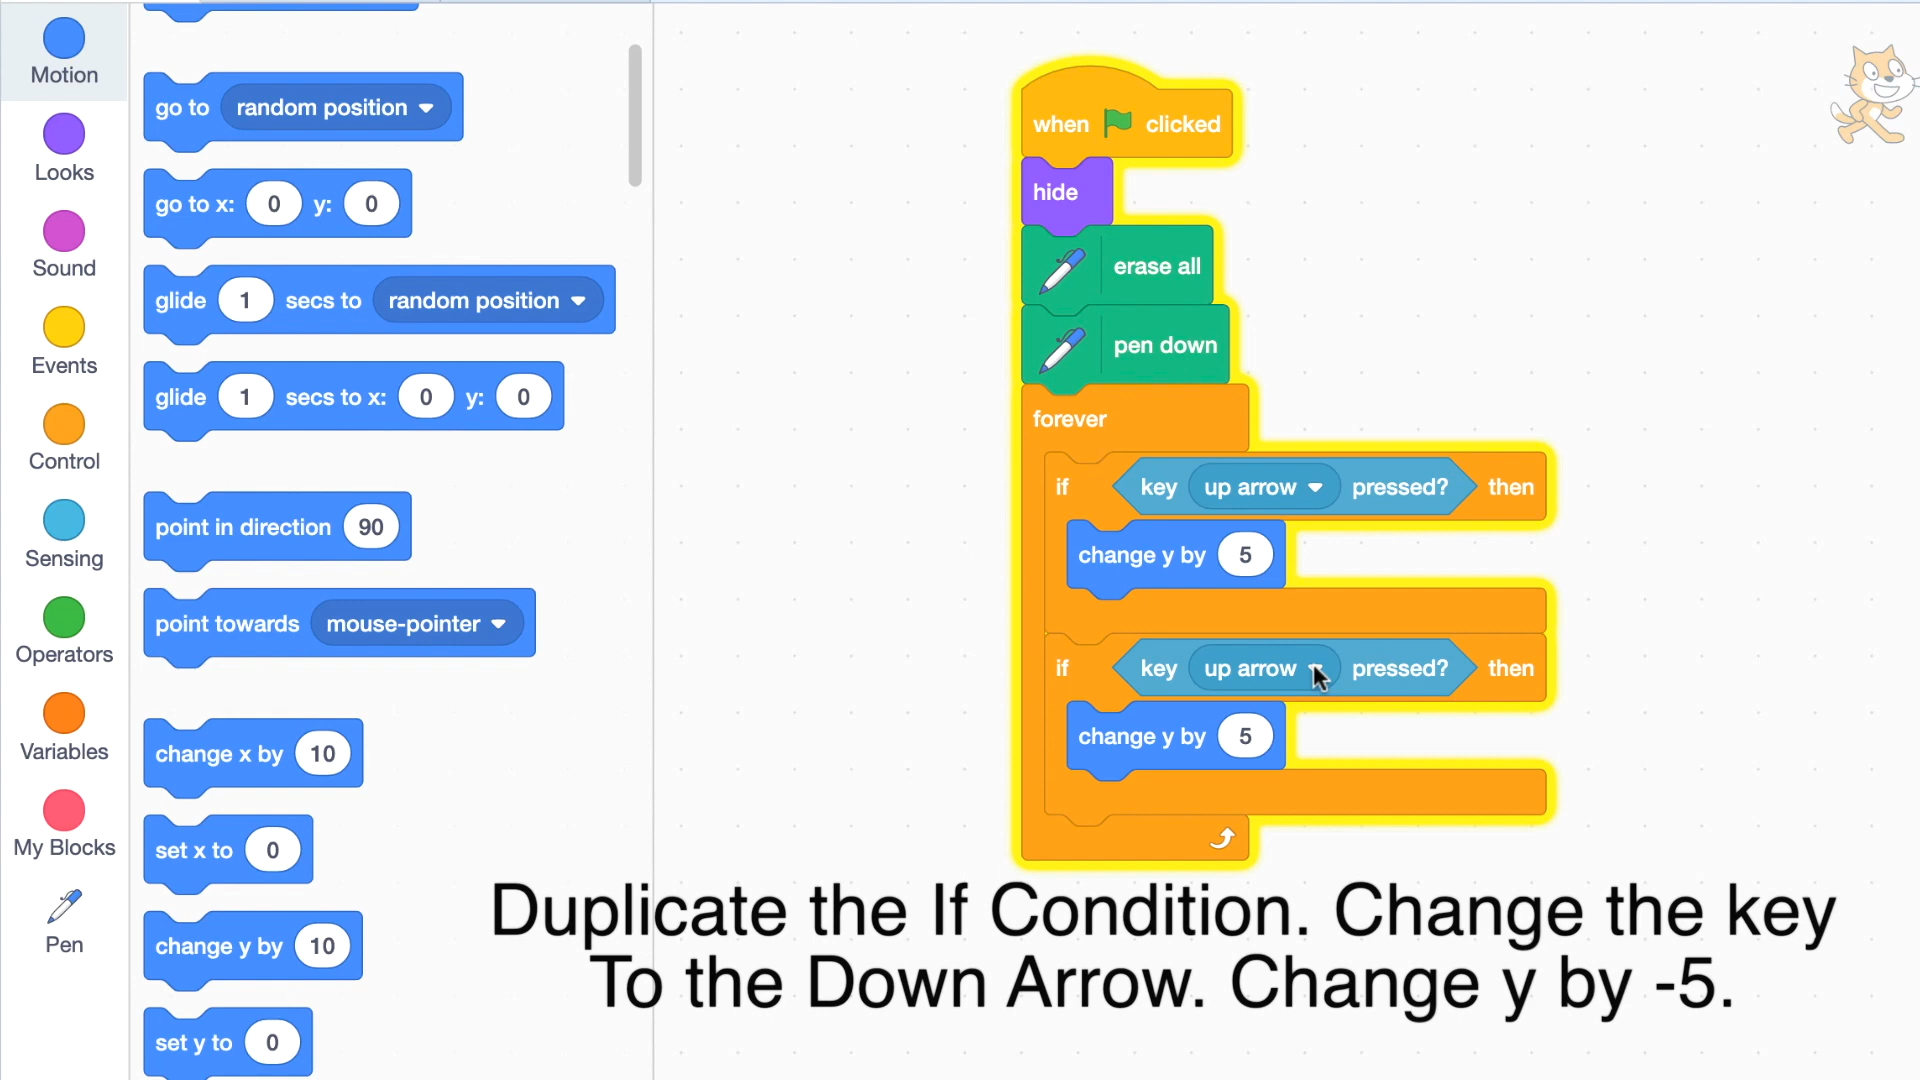 Motion
Looks
Sound
Events
Control
Sensing
Operators
Variables
My Blocks
Pen
go to random position
go to x: 0 y: 0
glide 1 secs to random position
glide 1 secs to x: 0 y: 0
point in direction 90
point towards mouse-pointer
change x by 10
set x to 0
change y by 10
set y to 0
when clicked
hide
erase all
pen down
forever
if key up arrow pressed? then
change y by 5
if key up arrow pressed? then
change y by 5
Duplicate the If Condition. Change the key
To the Down Arrow. Change y by -5.